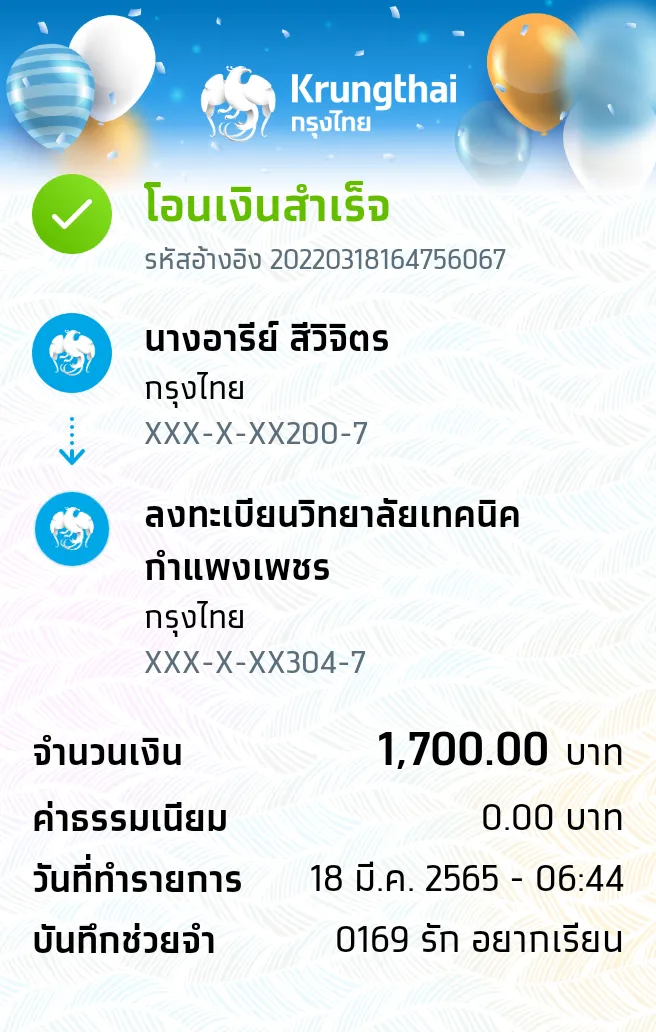 Krungthai
กรุงไทย
โอนเงินสำเร็จ
รหัสอ้างอิง 20220318164756067
นางอารีย์ สีวิจิตร
กรุงไทย
XXX-X-XX200-7
ลงทะเบียนวิทยาลัยเทคนิค
กำแพงเพชร
กรุงไทย
XXX-X-XX304-7
จำนวนเงิน 1,700.00 บาท
ค่าธรรมเนียม 0.00 บาท
วันที่ทำรายการ 18 มี.ค. 2565 - 06:44
บันทึกช่วยจำ 0169 รัก อยากเรียน